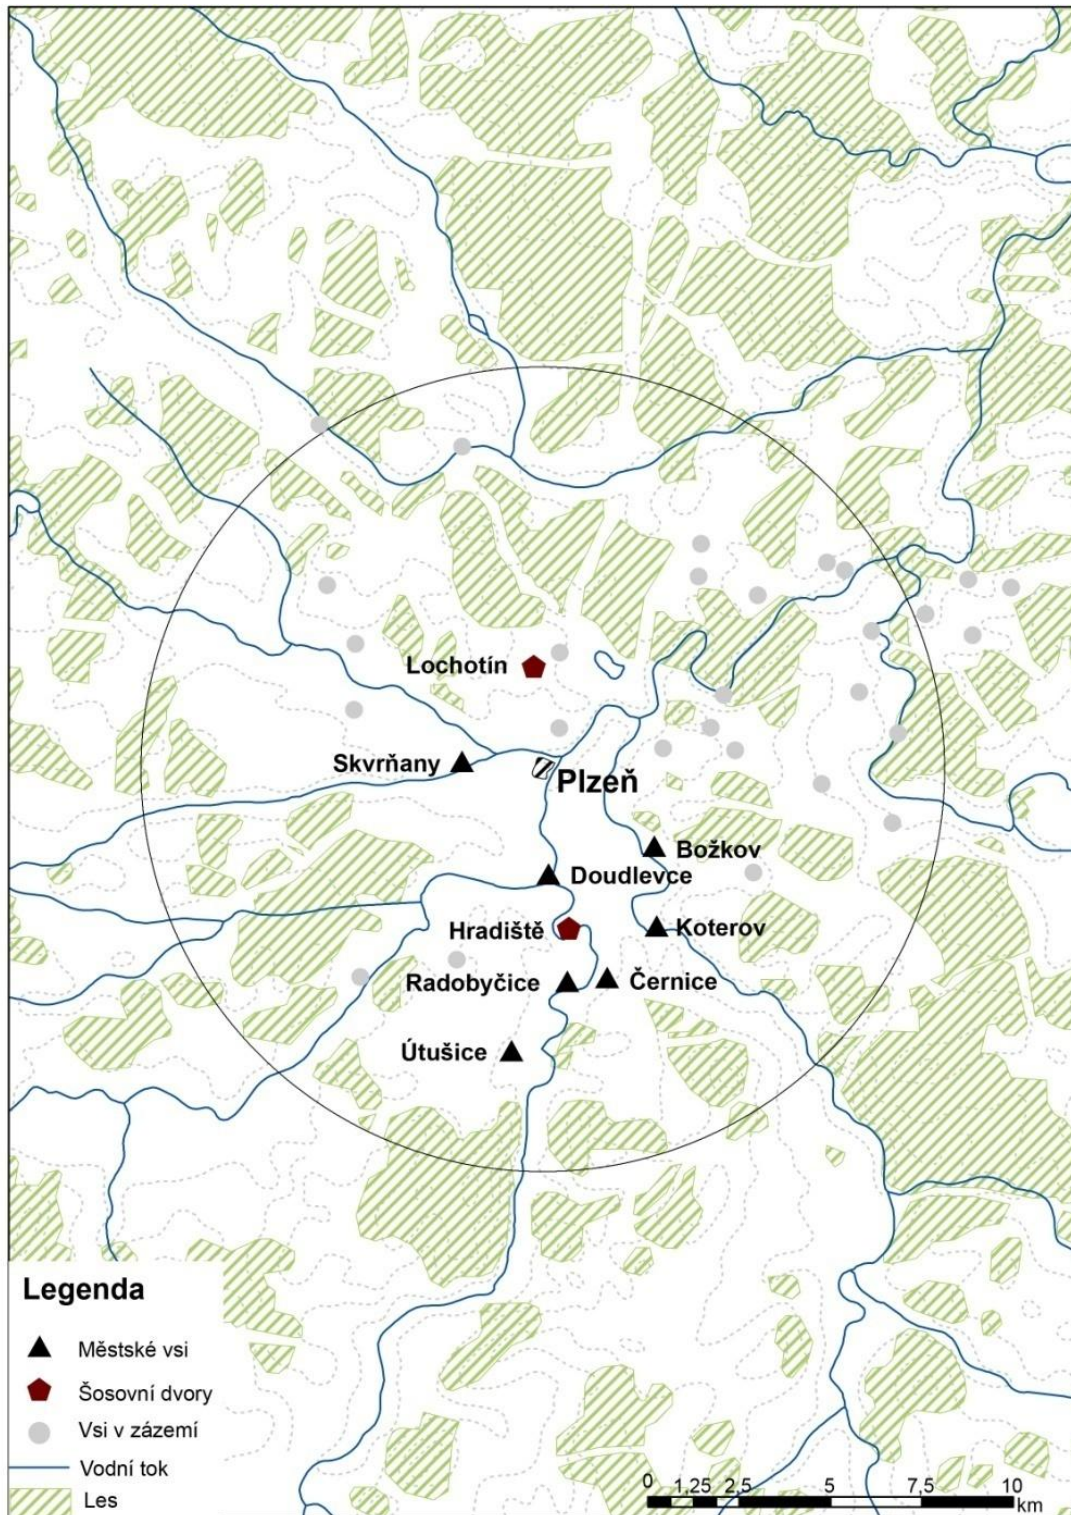 Lochotín
Skvrňany
Plzeň
Božkov
Doudlevce
Hradiště
Koterov
Radobyčice
Černice
Útušice
Legenda
Městské vsi
Šosovní dvory
Vsi v zázemí
Vodní tok
Les
0 1,25 2,5 5 7,5 10
km